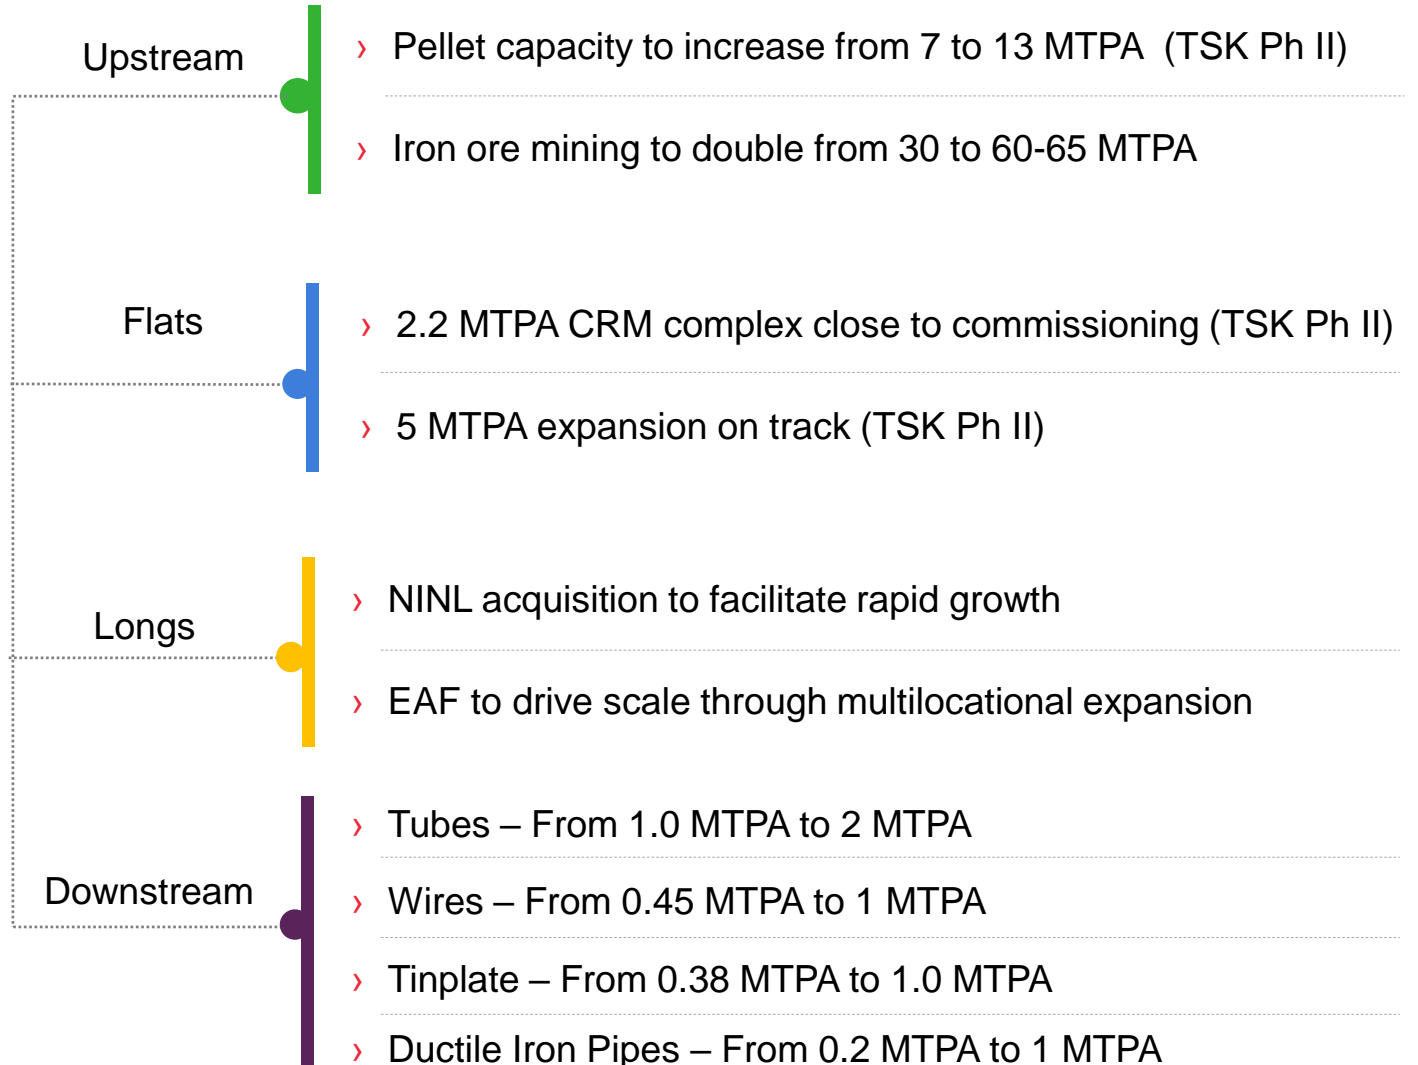 Upstream
› Pellet capacity to increase from 7 to 13 MTPA (TSK Ph II)
› Iron ore mining to double from 30 to 60-65 MTPA
Flats
› 2.2 MTPA CRM complex close to commissioning (TSK Ph II)
› 5 MTPA expansion on track (TSK Ph II)
Longs
› NINL acquisition to facilitate rapid growth
› EAF to drive scale through multilocational expansion
Downstream
› Tubes – From 1.0 MTPA to 2 MTPA
› Wires – From 0.45 MTPA to 1 MTPA
› Tinplate – From 0.38 MTPA to 1.0 MTPA
› Ductile Iron Pipes – From 0.2 MTPA to 1 MTPA